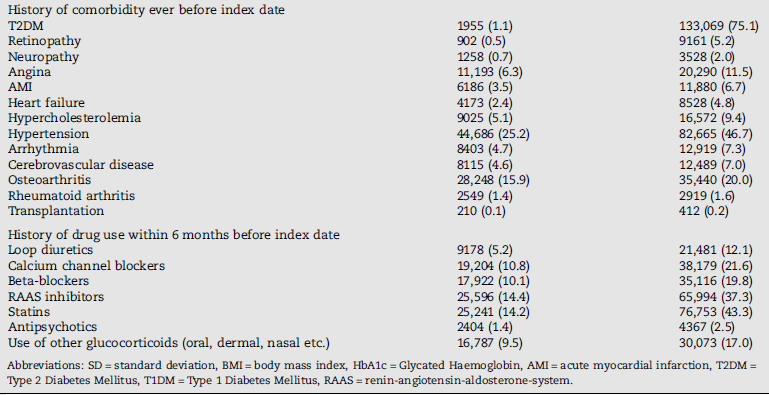 History of comorbidity ever before index date
T2DM 1955 (1.1) 133,069 (75.1)
Retinopathy 902 (0.5) 9161 (5.2)
Neuropathy 1258 (0.7) 3528 (2.0)
Angina 11,193 (6.3) 20,290 (11.5)
AMI 6186 (3.5) 11,880 (6.7)
Heart failure 4173 (2.4) 8528 (4.8)
Hypercholesterolemia 9025 (5.1) 16,572 (9.4)
Hypertension 44,686 (25.2) 82,665 (46.7)
Arrhythmia 8403 (4.7) 12,919 (7.3)
Cerebrovascular disease 8115 (4.6) 12,489 (7.0)
Osteoarthritis 28,248 (15.9) 35,440 (20.0)
Rheumatoid arthritis 2549 (1.4) 2919 (1.6)
Transplantation 210 (0.1) 412 (0.2)
History of drug use within 6 months before index date
Loop diuretics 9178 (5.2) 21,481 (12.1)
Calcium channel blockers 19,204 (10.8) 38,179 (21.6)
Beta-blockers 17,922 (10.1) 35,116 (19.8)
RAAS inhibitors 25,596 (14.4) 65,994 (37.3)
Statins 25,241 (14.2) 76,753 (43.3)
Antipsychotics 2404 (1.4) 4367 (2.5)
Use of other glucocorticoids (oral, dermal, nasal etc.) 16,787 (9.5) 30,073 (17.0)
Abbreviations: SD = standard deviation, BMI = body mass index, HbA1c = Glycated Haemoglobin, AMI = acute myocardial infarction, T2DM =
Type 2 Diabetes Mellitus, T1DM = Type 1 Diabetes Mellitus, RAAS = renin-angiotensin-aldosterone-system.